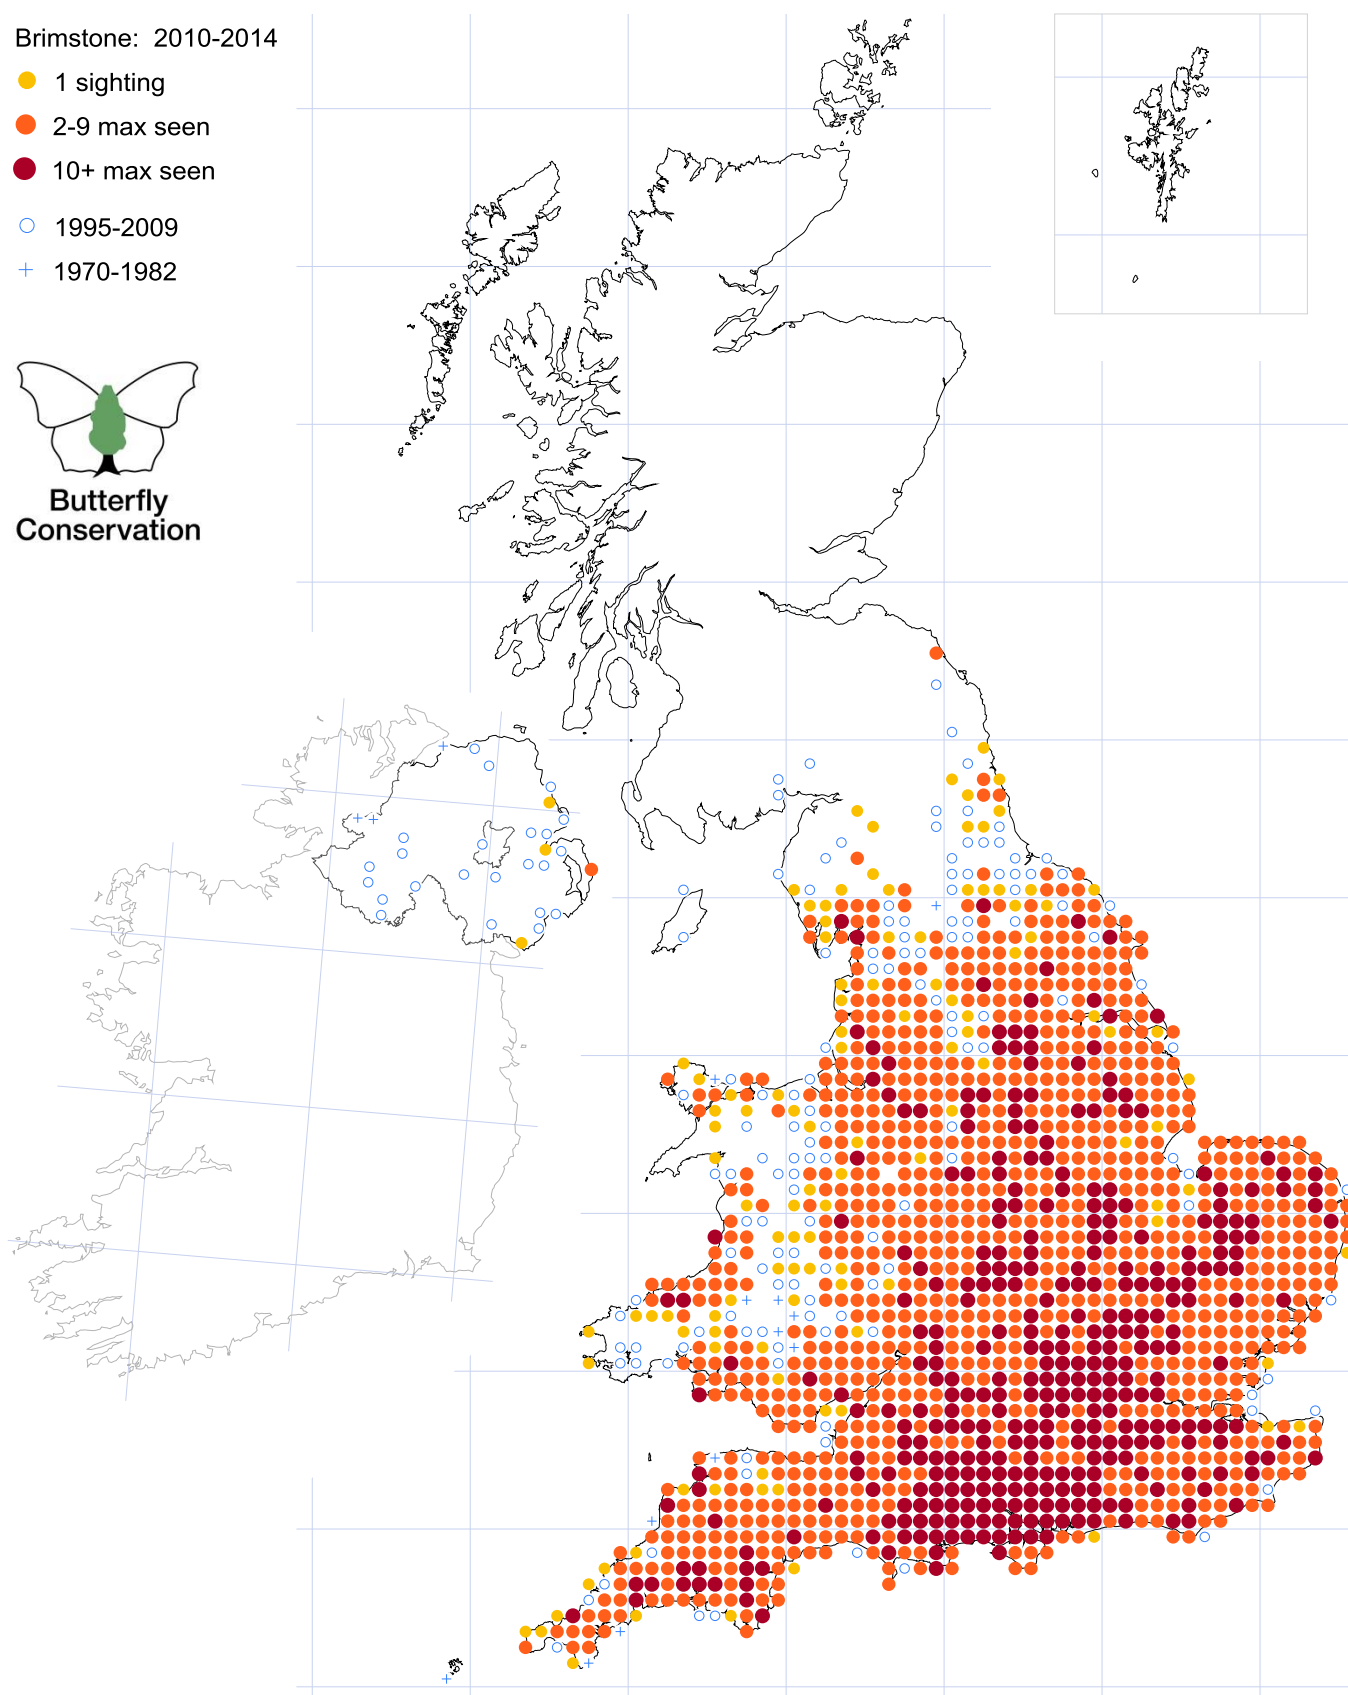 Brimstone: 2010-2014
1 sighting
2-9 max seen
10+ max seen
1995-2009
1970-1982
Butterfly
Conservation